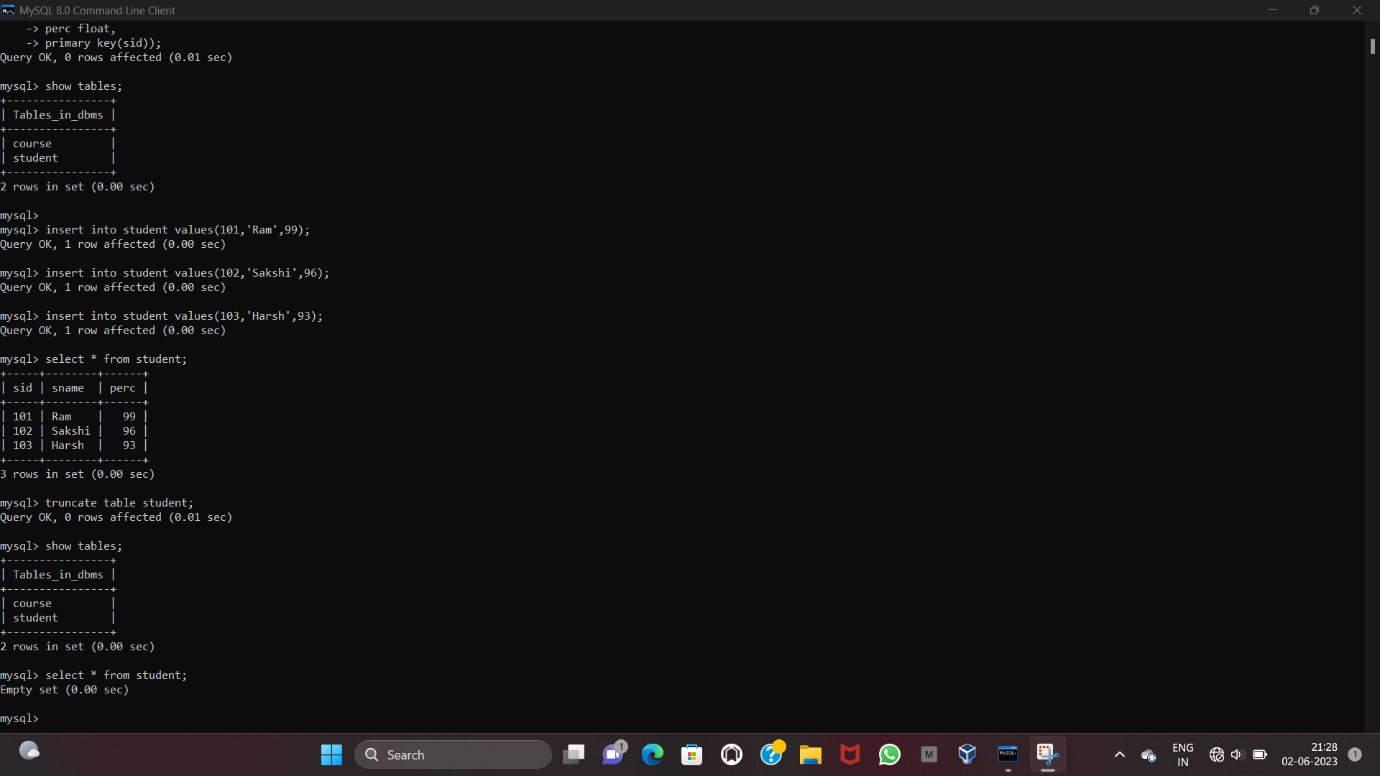 MySQL 8.0 Command Line Client
    -> perc float,
    -> primary key(sid));
Query OK, 0 rows affected (0.01 sec)
mysql> show tables;
+----------------+
| Tables_in_dbms |
+----------------+
| course         |
| student        |
+----------------+
2 rows in set (0.00 sec)
mysql>
mysql> insert into student values(101,'Ram',99);
Query OK, 1 row affected (0.00 sec)
mysql> insert into student values(102,'Sakshi',96);
Query OK, 1 row affected (0.00 sec)
mysql> insert into student values(103,'Harsh',93);
Query OK, 1 row affected (0.00 sec)
mysql> select * from student;
+-----+--------+------+
| sid | sname  | perc |
+-----+--------+------+
| 101 | Ram    |   99 |
| 102 | Sakshi |   96 |
| 103 | Harsh  |   93 |
+-----+--------+------+
3 rows in set (0.00 sec)
mysql> truncate table student;
Query OK, 0 rows affected (0.01 sec)
mysql> show tables;
+----------------+
| Tables_in_dbms |
+----------------+
| course         |
| student        |
+----------------+
2 rows in set (0.00 sec)
mysql> select * from student;
Empty set (0.00 sec)
mysql>
Search
1
M
ENG
IN
21:28
02-06-2023
1